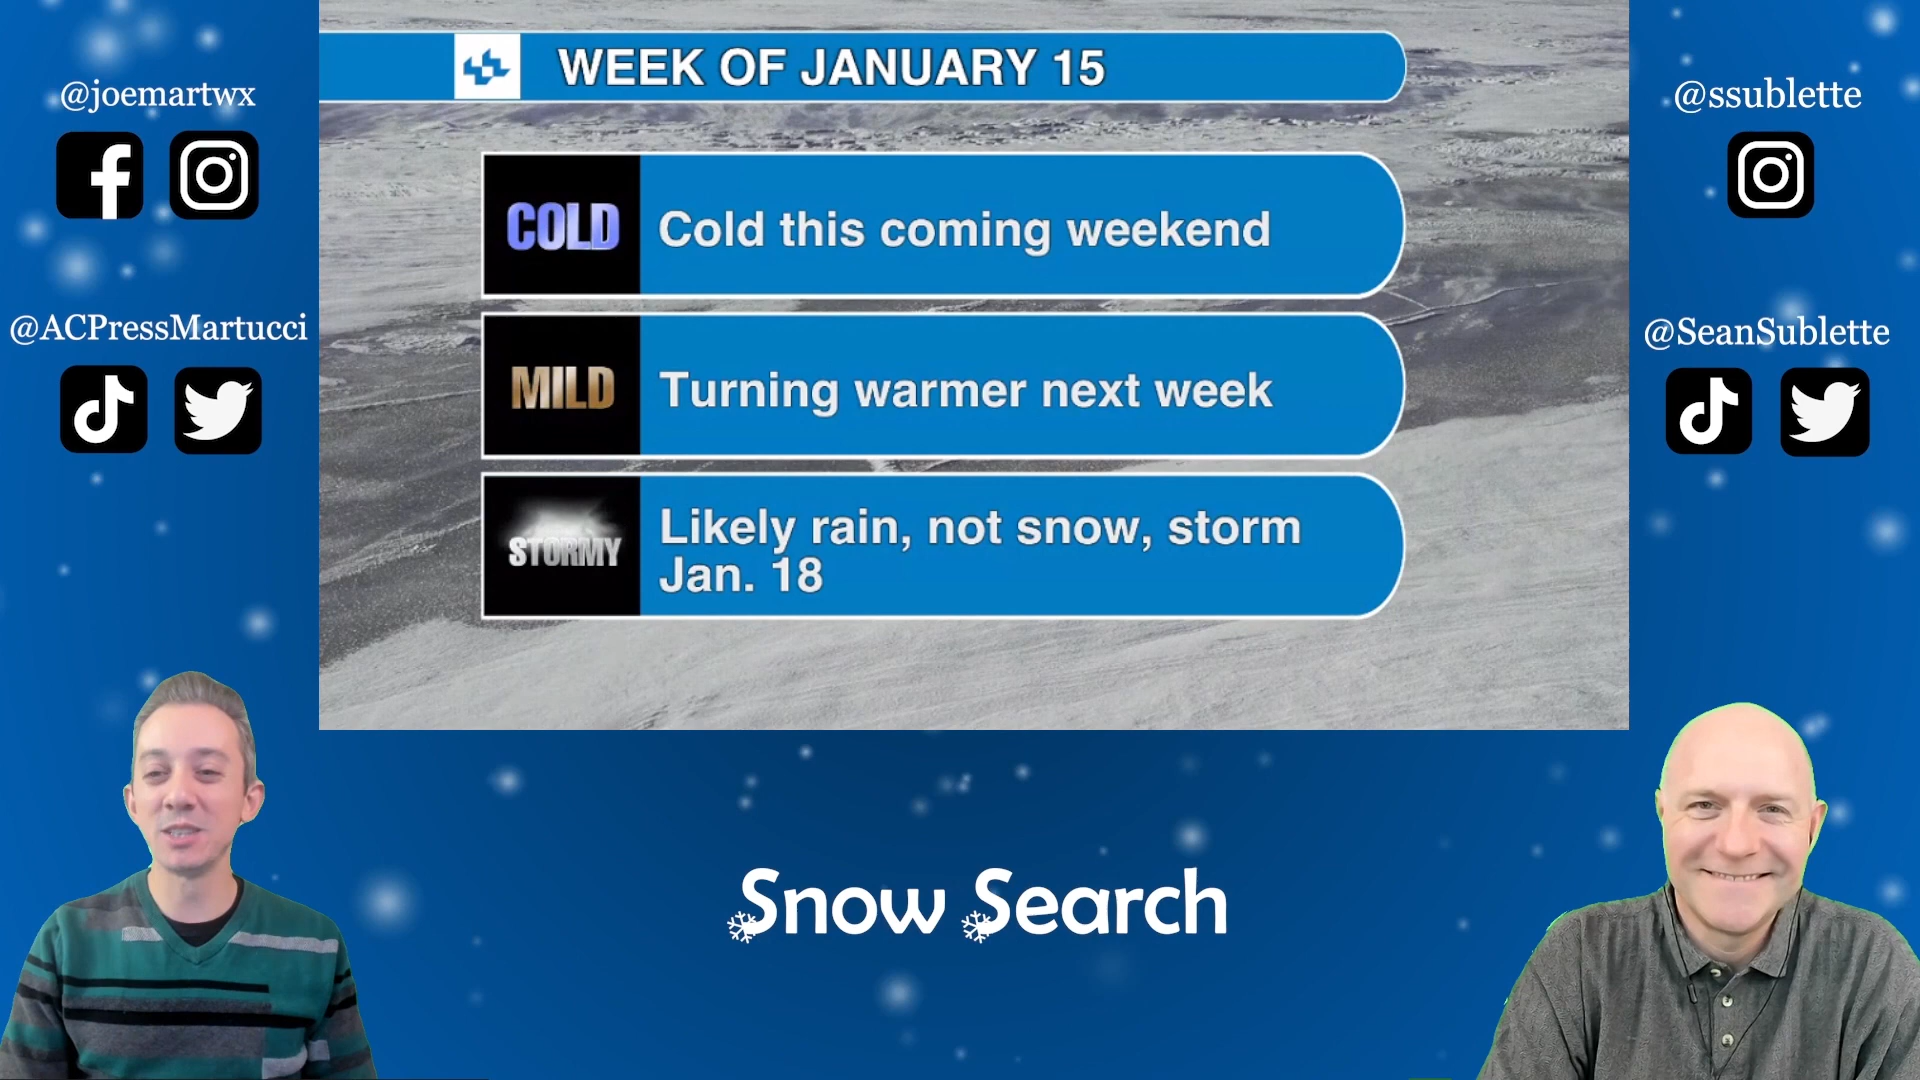 @joemartwx
@ACPressMartucci
WEEK OF JANUARY 15
COLD
Cold this coming weekend
MILD
Turning warmer next week
STORMY
Likely rain, not snow, storm
Jan. 18
@ssublette
@SeanSublette
Snow Search